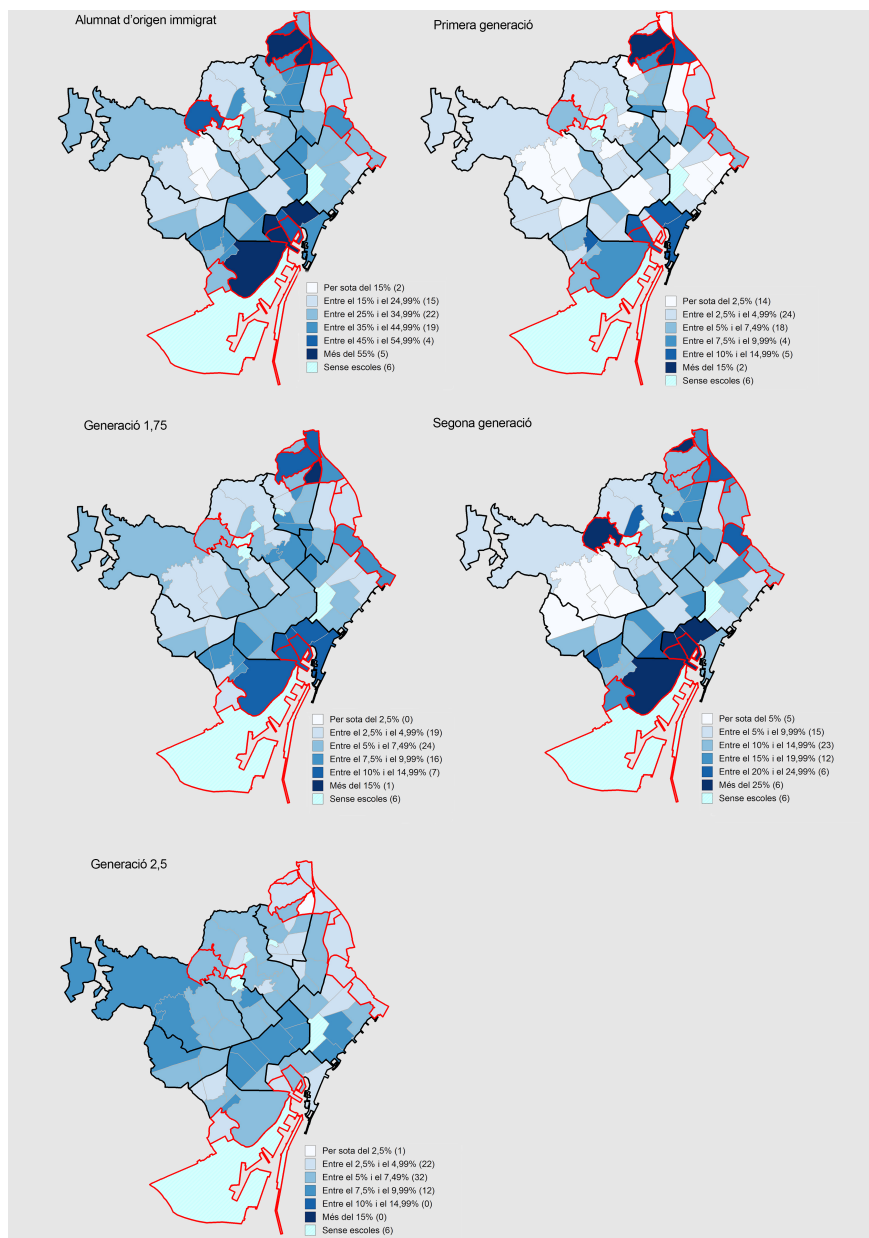 Alumnat d'origen immigrat
Per sota del 15% (2)
Entre el 15% i el 24,99% (15)
Entre el 25% i el 34,99% (22)
Entre el 35% i el 44,99% (19)
Entre el 45% i el 54,99% (4)
Més del 55% (5)
Sense escoles (6)
Primera generació
Per sota del 2,5% (14)
Entre el 2,5% i el 4,99% (24)
Entre el 5% i el 7,49% (18)
Entre el 7,5% i el 9,99% (4)
Entre el 10% i el 14,99% (5)
Més del 15% (2)
Sense escoles (6)
Generació 1,75
Per sota del 2,5% (0)
Entre el 2,5% i el 4,99% (19)
Entre el 5% i el 7,49% (24)
Entre el 7,5% i el 9,99% (16)
Entre el 10% i el 14,99% (7)
Més del 15% (1)
Sense escoles (6)
Segona generació
Per sota del 5% (5)
Entre el 5% i el 9,99% (15)
Entre el 10% i el 14,99% (23)
Entre el 15% i el 19,99% (12)
Entre el 20% i el 24,99% (6)
Més del 25% (6)
Sense escoles (6)
Generació 2,5
Per sota del 2,5% (1)
Entre el 2,5% i el 4,99% (22)
Entre el 5% i el 7,49% (32)
Entre el 7,5% i el 9,99% (12)
Entre el 10% i el 14,99% (0)
Més del 15% (0)
Sense escoles (6)